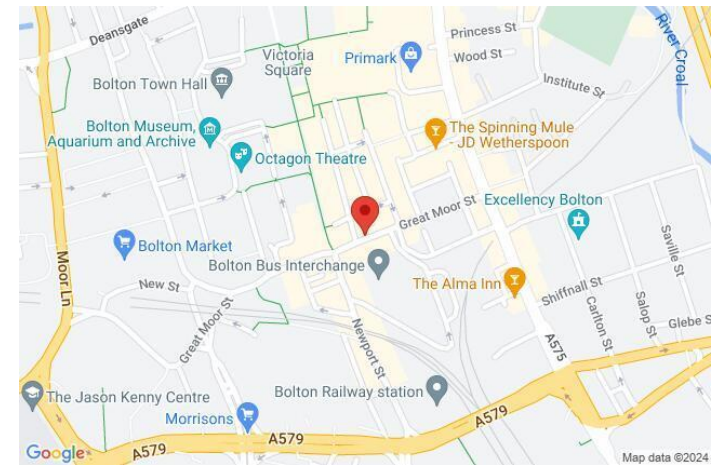 Deansgate
Princess St
Victoria
Square
Primark
Wood St
River Croal
Bolton Town Hall
Institute St
Bolton Museum,
Aquarium and Archive
The Spinning Mule
- JD Wetherspoon
Octagon Theatre
Great Moor St
Excellency Bolton
Bolton Market
Saville St
Moor Ln
Bolton Bus Interchange
New St
The Alma Inn
Shiffnall St
Great Moor St
Newport St
Carlton St
Salop St
Glebe S
A575
The Jason Kenny Centre
Bolton Railway station
Morrisons
A579
A579
A579
A579
Google
Map data ©2024